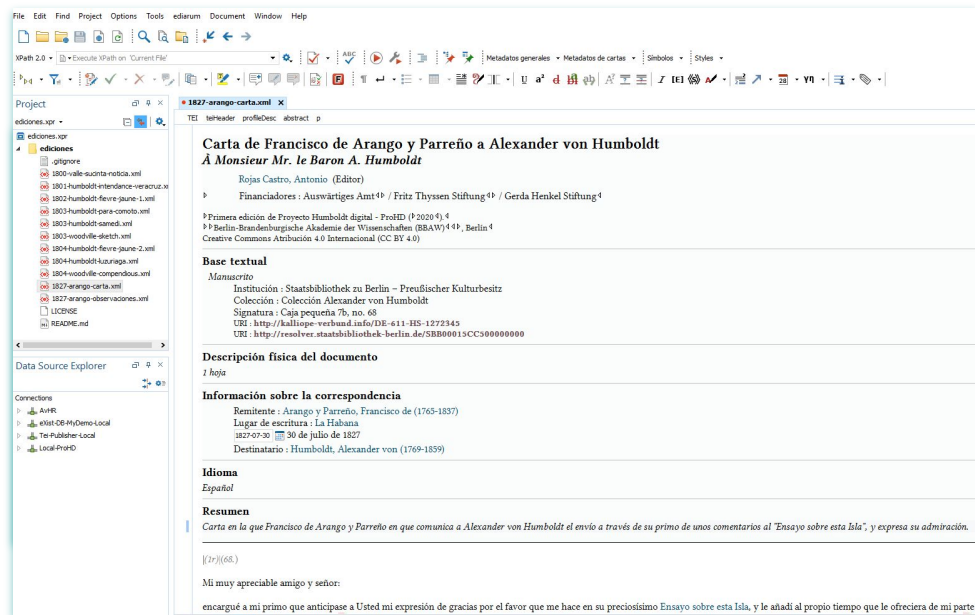 File Edit Find Project Options Tools ediarum Document Window Help
XPath 2.0 Execute XPath on 'Current File'
Metadatos generales Metadatos de cartas Símbolos Styles
Project
ediciones.xpr
ediciones.xpr
ediciones
.gitignore
1800-valle-sucinta-noticia.xml
1801-humboldt-intendance-veracruz.x
1802-humboldt-fievre-jaune-1.xml
1803-humboldt-para-comoto.xml
1803-humboldt-samedi.xml
1803-woodville-sketch.xml
1804-humboldt-fievre-jaune-2.xml
1804-humboldt-luzuriaga.xml
1804-woodville-compendious.xml
1827-arango-carta.xml
1827-arango-observaciones.xml
LICENSE
README.md
Data Source Explorer
Connections
AvHR
eXist-DB-MyDemo-Local
Tei-Publisher-Local
Local-ProHD
1827-arango-carta.xml
TEI teiHeader profileDesc abstract p
Carta de Francisco de Arango y Parreño a Alexander von Humboldt
À Monsieur Mr. le Baron A. Humboldt
Rojas Castro, Antonio (Editor)
Financiadores : Auswärtiges Amt / Fritz Thyssen Stiftung / Gerda Henkel Stiftung
Primera edición de Proyecto Humboldt digital - ProHD (2020).
Berlin-Brandenburgische Akademie der Wissenschaften (BBAW), Berlin
Creative Commons Atribución 4.0 Internacional (CC BY 4.0)
Base textual
Manuscrito
Institución : Staatsbibliothek zu Berlin – Preußischer Kulturbesitz
Colección : Colección Alexander von Humboldt
Signatura : Caja pequeña 7b, no. 68
URI : http://kalliope-verbund.info/DE-611-HS-1272345
URI : http://resolver.staatsbibliothek-berlin.de/SBB00015CC500000000
Descripción física del documento
1 hoja
Información sobre la correspondencia
Remitente : Arango y Parreño, Francisco de (1765-1837)
Lugar de escritura : La Habana
1827-07-30 30 de julio de 1827
Destinatario : Humboldt, Alexander von (1769-1859)
Idioma
Español
Resumen
Carta en la que Francisco de Arango y Parreño en que comunica a Alexander von Humboldt el envío a través de su primo de unos comentarios al "Ensayo sobre esta Isla", y expresa su admiración.
|(1r)|(68.)
Mi muy apreciable amigo y señor:
encargué a mi primo que anticipase a Usted mi expresión de gracias por el favor que me hace en su preciosísimo Ensayo sobre esta Isla, y le añadí al propio tiempo que le ofreciera de mi parte